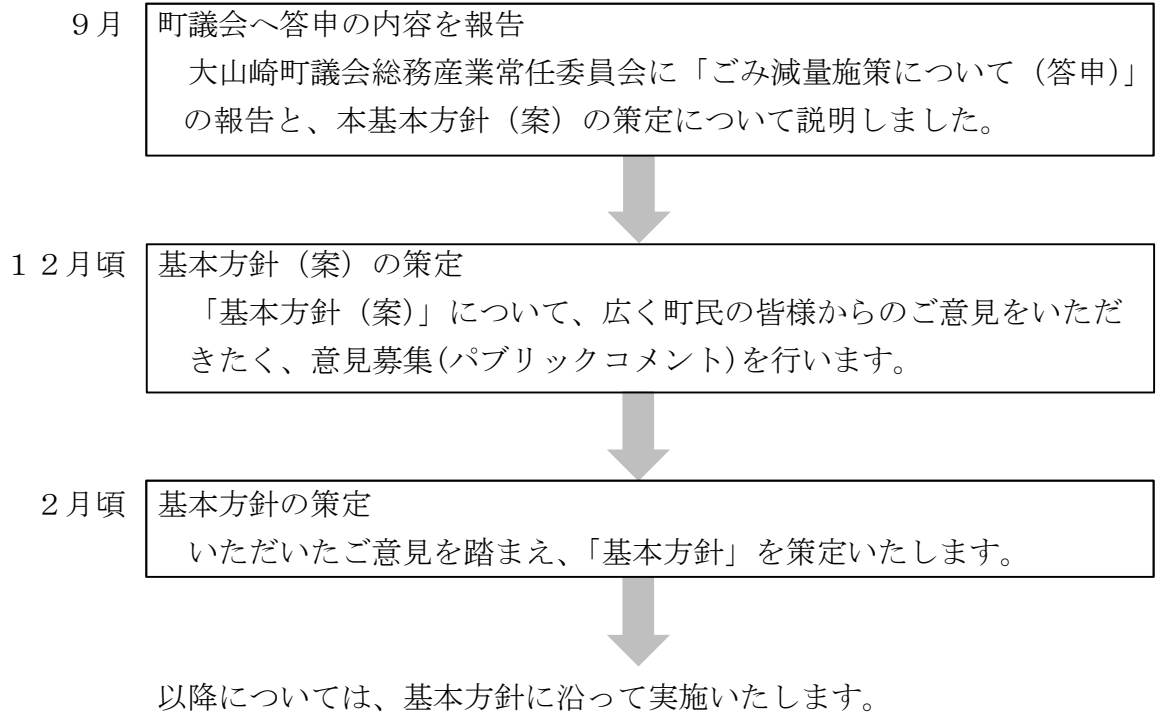 ９月 町議会へ答申の内容を報告
大山崎町議会総務産業常任委員会に「ごみ減量施策について（答申）」
の報告と、本基本方針（案）の策定について説明しました。
１２月頃 基本方針（案）の策定
「基本方針（案）」について、広く町民の皆様からのご意見をいただ
きたく、意見募集(パブリックコメント)を行います。
２月頃 基本方針の策定
いただいたご意見を踏まえ、「基本方針」を策定いたします。
以降については、基本方針に沿って実施いたします。